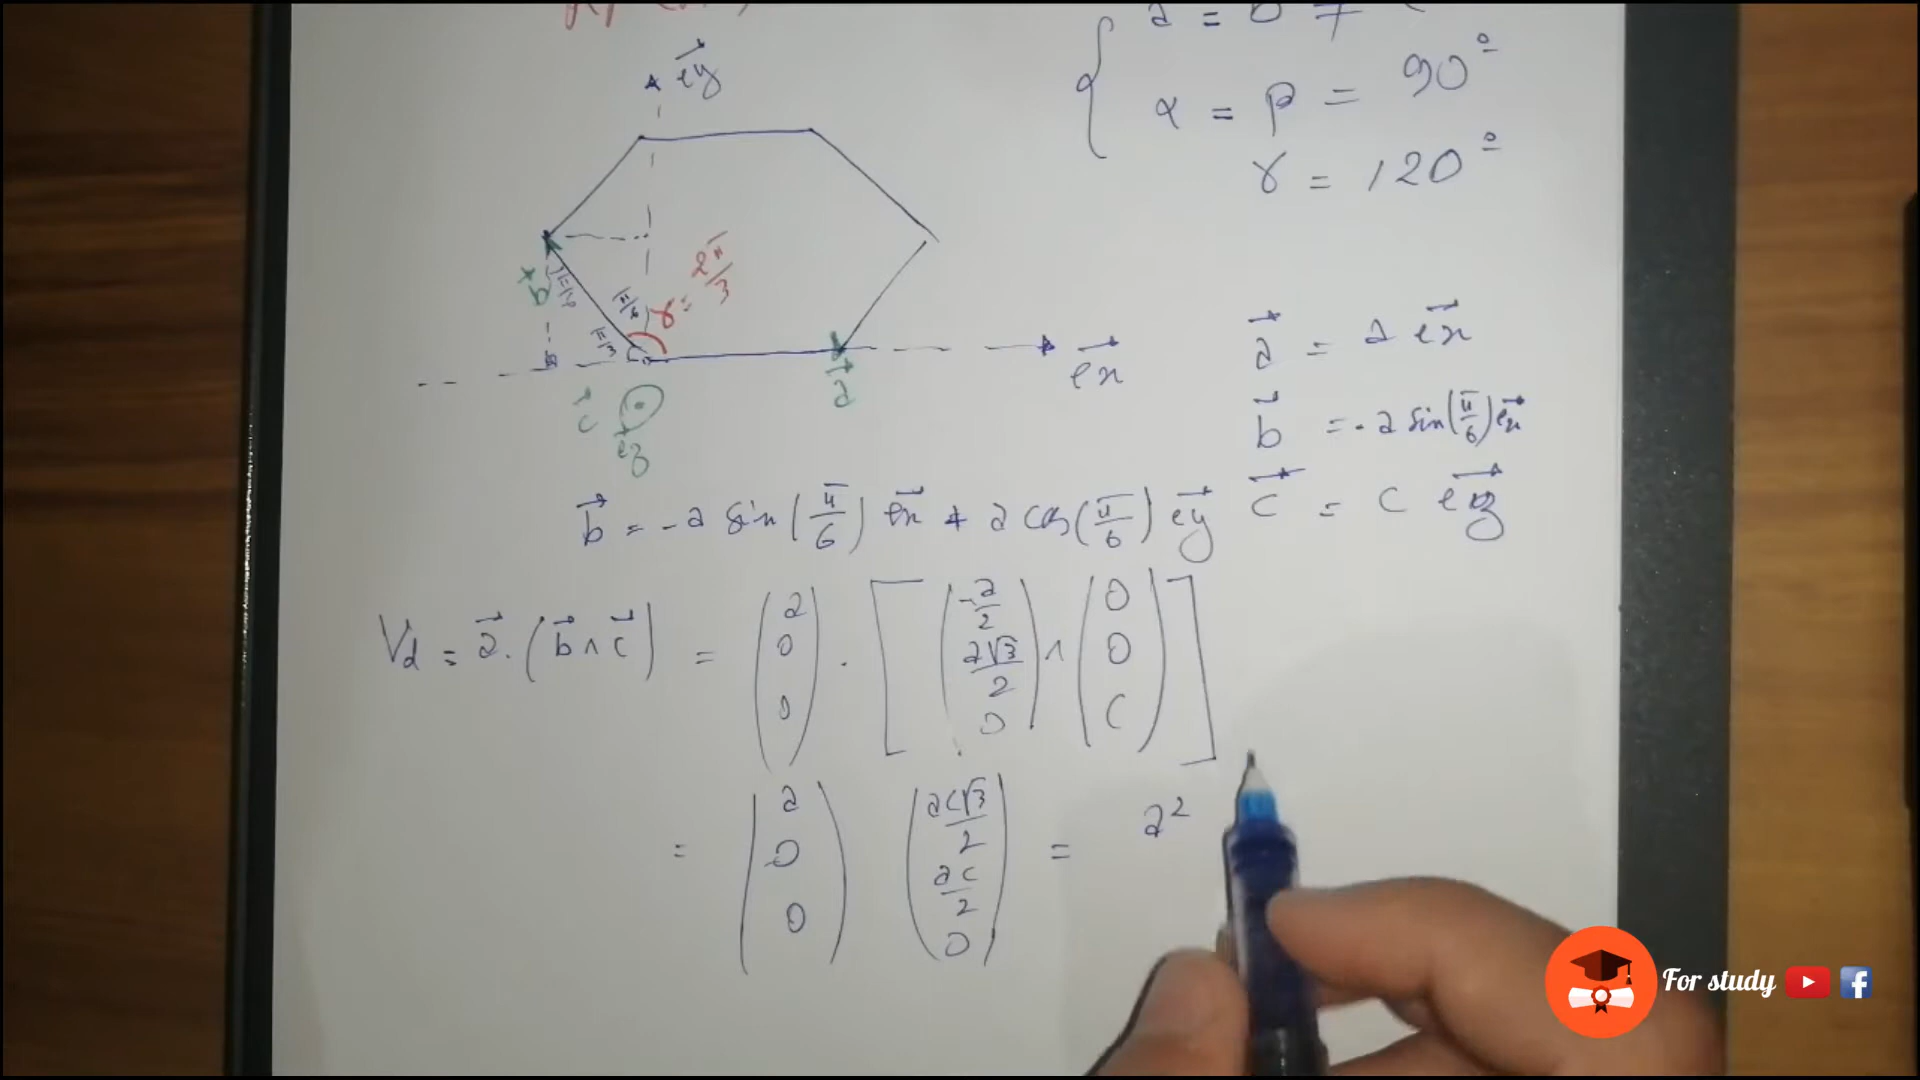 a = b ≠
α = β = 90°
γ = 120°
e⃗y
γ = 2π/3
b⃗
π/6
π/6
π/3
e⃗x
a⃗
c⃗
e⃗z
a⃗ = a e⃗x
b⃗ = - a sin(π/6) e⃗x
c⃗ = c e⃗z
b⃗ = - a sin(π/6) e⃗x + a cos(π/6) e⃗y
Vd = a⃗ . (b⃗ ∧ c⃗) = (a 0 0) . [(-a/2 a√3/2 0) ∧ (0 0 c)]
= (a 0 0) (ac√3/2 ac/2 0) = a²
For study